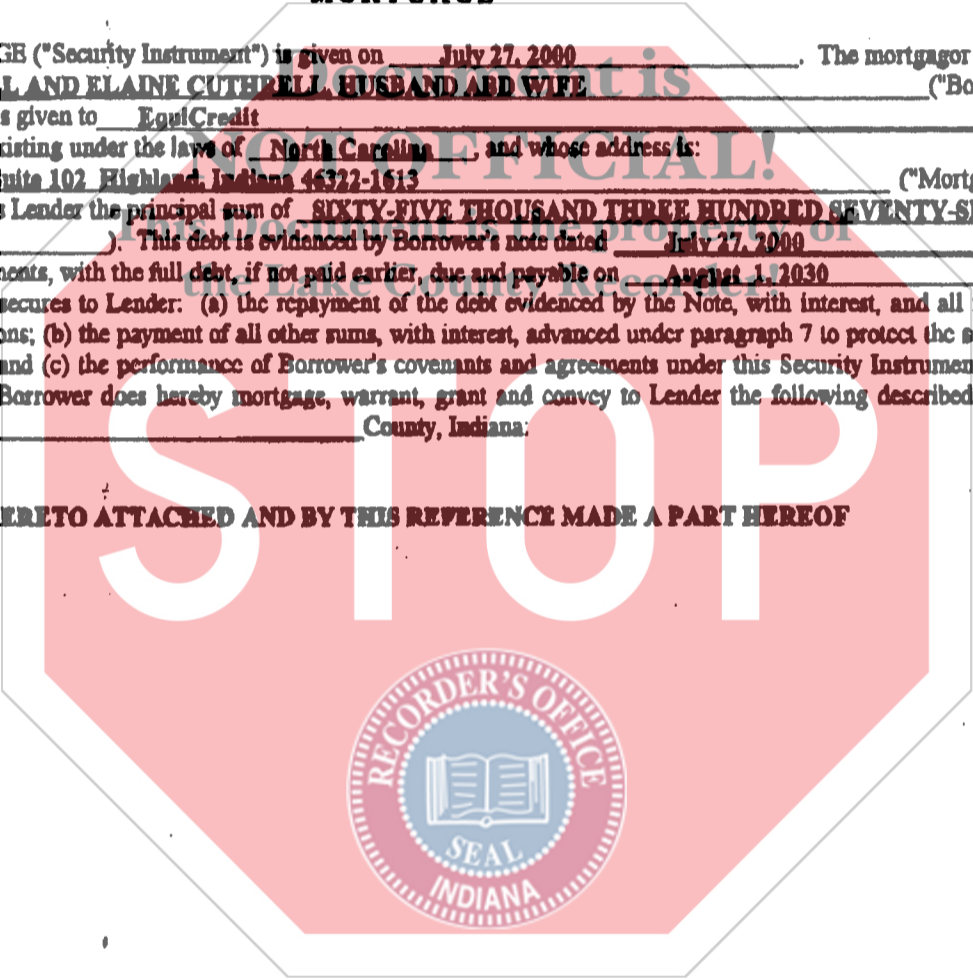 GE ("Security Instrument") is given on July 27, 2000. The mortgagor
L AND ELAINE CUTHRELL, HUSBAND AND WIFE ("Bo
s given to EquiCredit
xisting under the laws of North Carolina, and whose address is:
uite 102 Highland, Indiana 46322-1613 ("Mortg
s Lender the principal sum of SIXTY-FIVE THOUSAND THREE HUNDRED SEVENTY-S
). This debt is evidenced by Borrower's note dated July 27, 2000
ments, with the full debt, if not paid earlier, due and payable on August 1, 2030
secures to Lender: (a) the repayment of the debt evidenced by the Note, with interest, and all
ons; (b) the payment of all other sums, with interest, advanced under paragraph 7 to protect the s
and (c) the performance of Borrower's covenants and agreements under this Security Instrumen
Borrower does hereby mortgage, warrant, grant and convey to Lender the following described
County, Indiana:
ERETO ATTACHED AND BY THIS REFERENCE MADE A PART HEREOF
Document is
NOT OFFICIAL!
This Document is the property of
the Lake County Recorder!
STOP
RECORDER'S OFFICE
SEAL
INDIANA